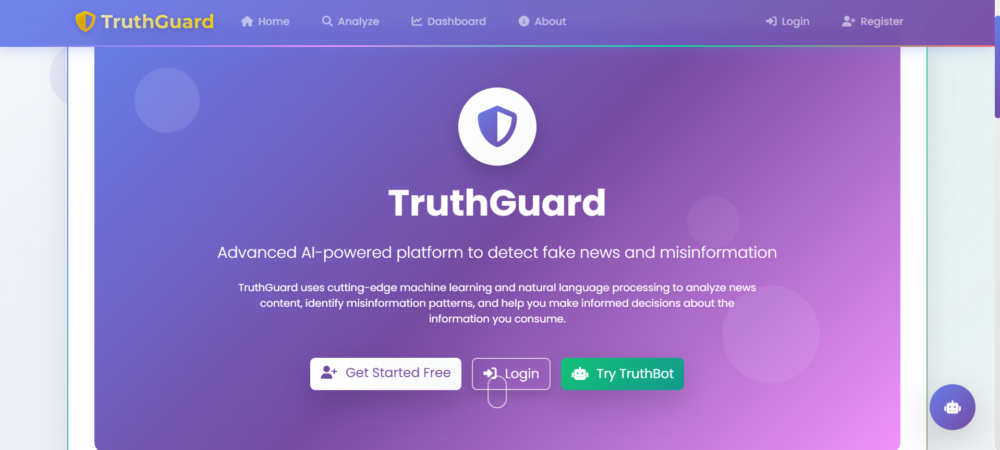 TruthGuard
Home
Analyze
Dashboard
About
Login
Register
TruthGuard
Advanced AI-powered platform to detect fake news and misinformation
TruthGuard uses cutting-edge machine learning and natural language processing to analyze news
content, identify misinformation patterns, and help you make informed decisions about the
information you consume.
Get Started Free
Login
Try TruthBot